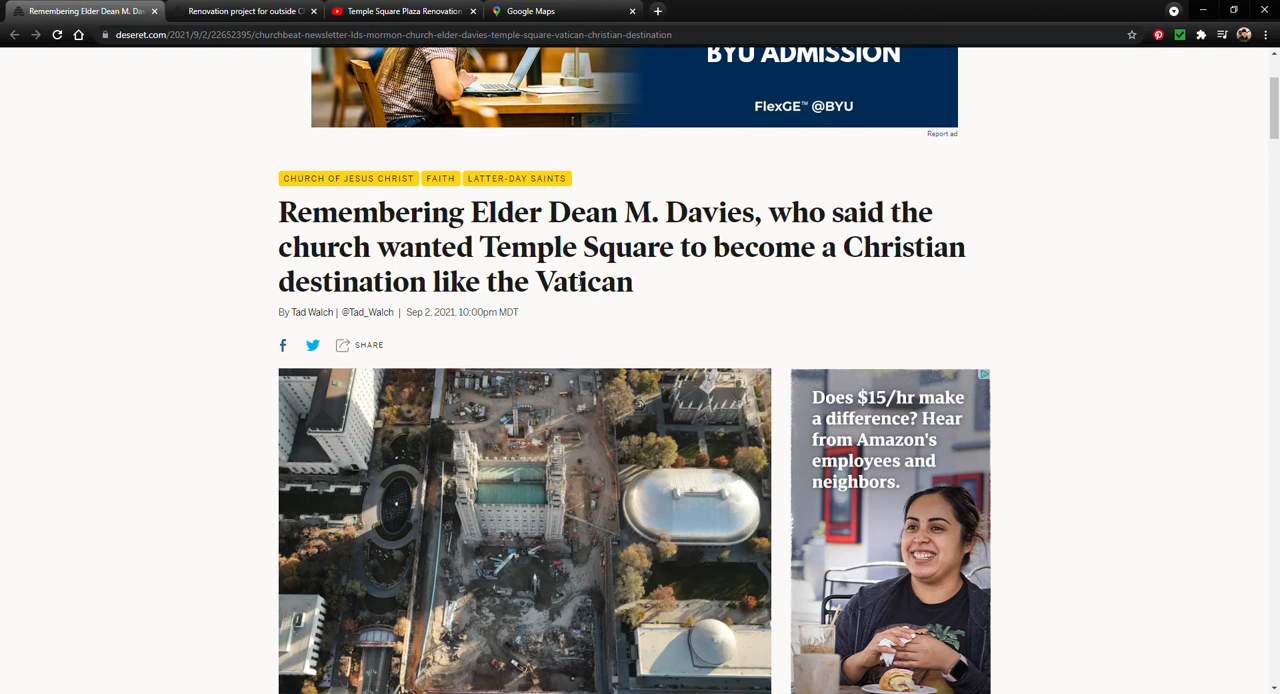 Remembering Elder Dean M. Da
Renovation project for outside C
Temple Square Plaza Renovation
Google Maps
deseret.com/2021/9/2/22652395/churchbeat-newsletter-lds-mormon-church-elder-davies-temple-square-vatican-christian-destination
BYU ADMISSION
FlexGE™ @BYU
Report ad
CHURCH OF JESUS CHRIST FAITH LATTER-DAY SAINTS
Remembering Elder Dean M. Davies, who said the
church wanted Temple Square to become a Christian
destination like the Vatican
By Tad Walch | @Tad_Walch | Sep 2, 2021, 10:00pm MDT
SHARE
Does $15/hr make
a difference? Hear
from Amazon's
employees and
neighbors.